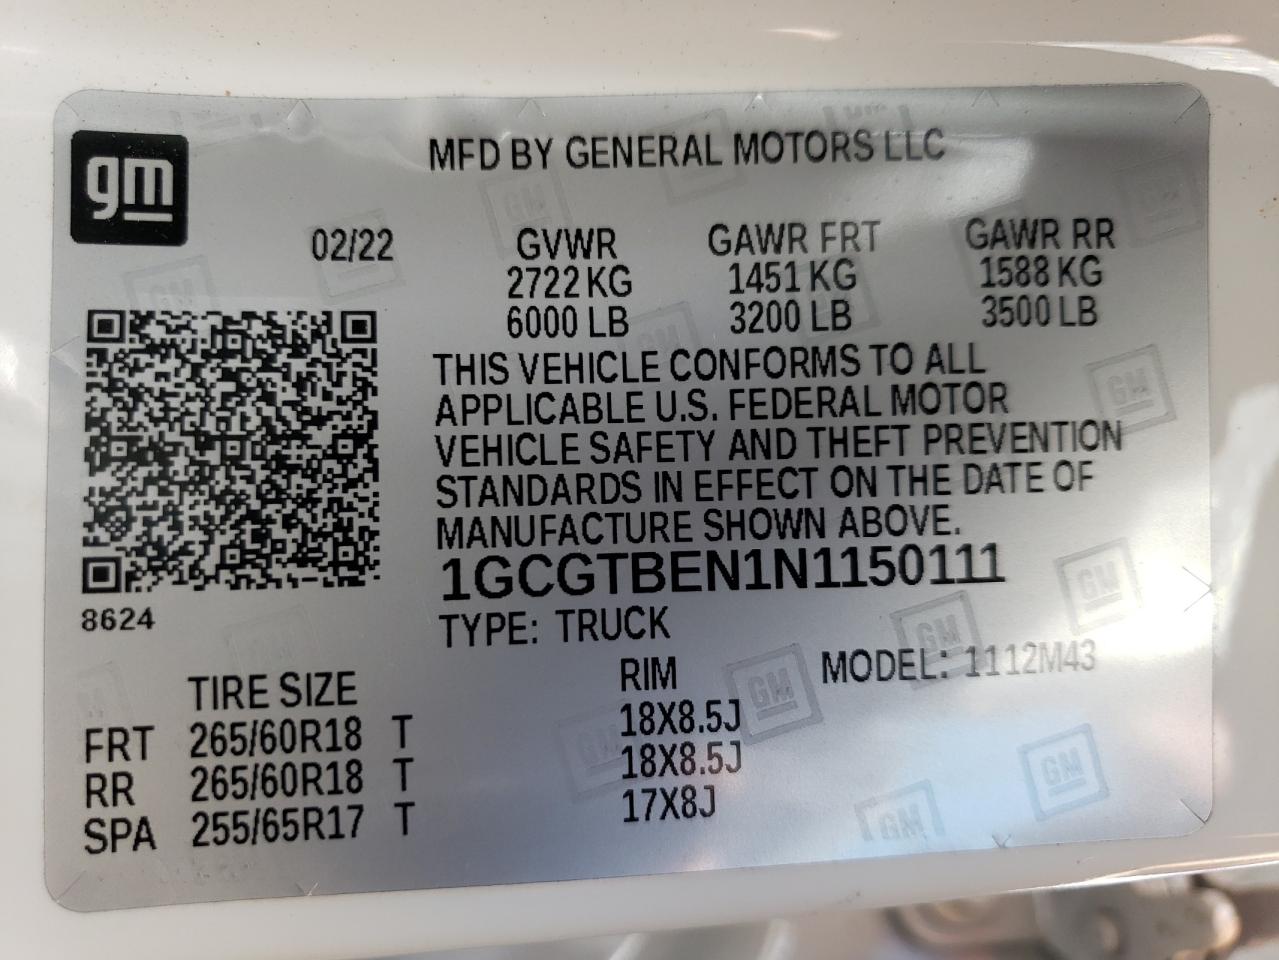 gm
MFD BY GENERAL MOTORS LLC
02/22 GVWR GAWR FRT GAWR RR
2722 KG 1451 KG 1588 KG
6000 LB 3200 LB 3500 LB
THIS VEHICLE CONFORMS TO ALL
APPLICABLE U.S. FEDERAL MOTOR
VEHICLE SAFETY AND THEFT PREVENTION
STANDARDS IN EFFECT ON THE DATE OF
MANUFACTURE SHOWN ABOVE.
1GCGTBEN1N1150111
8624
TYPE: TRUCK
MODEL: 1112M43
TIRE SIZE RIM
FRT 265/60R18 T 18X8.5J
RR 265/60R18 T 18X8.5J
SPA 255/65R17 T 17X8J